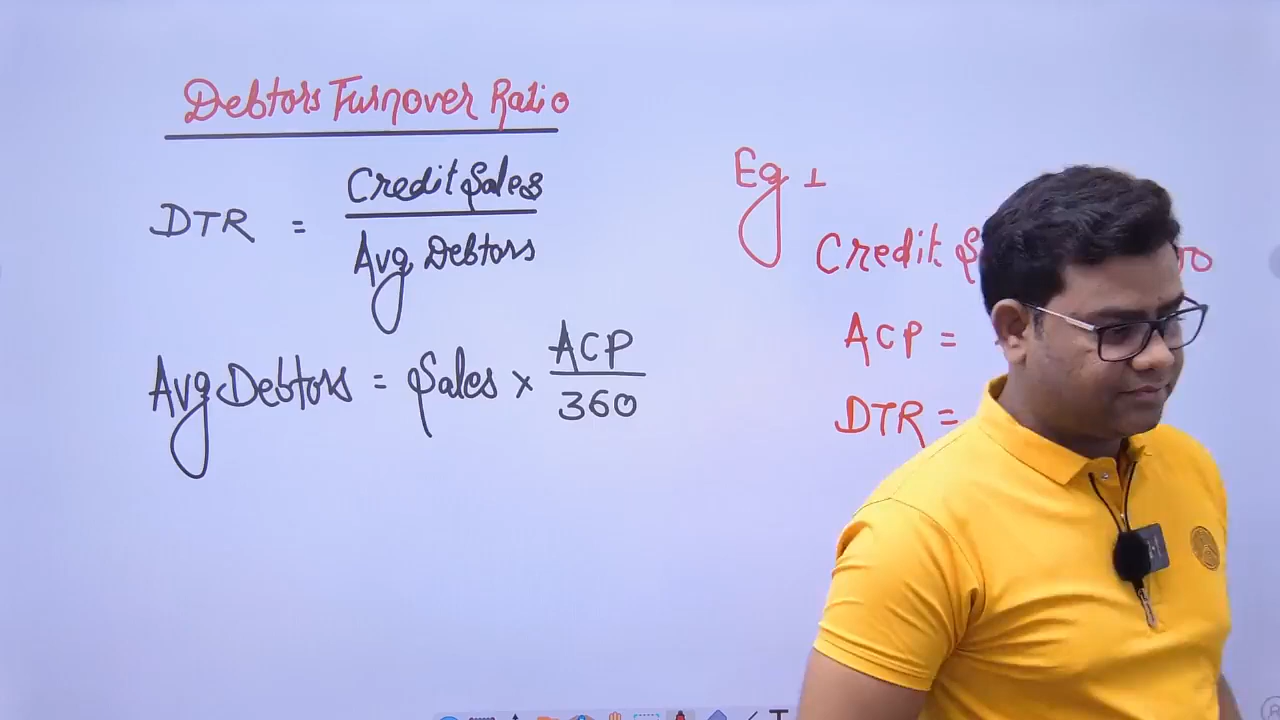 Debtors Turnover Ratio
DTR = Credit Sales
Avg Debtors
Avg Debtors = Sales × ACP
360
Eg 1
Credit
ACP =
DTR =